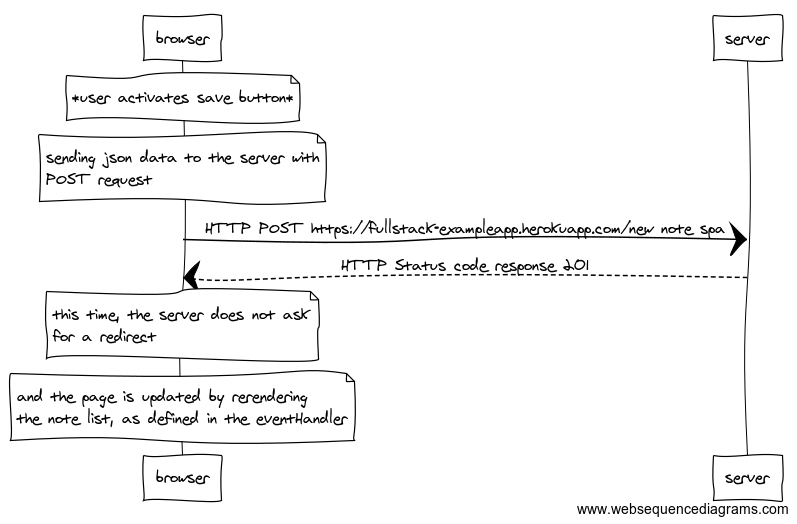 browser
server
*user activates save button*
sending json data to the server with
POST request
HTTP POST https://fullstack-exampleapp.herokuapp.com/new note spa
HTTP Status code response 201
this time, the server does not ask
for a redirect
and the page is updated by rerendering
the note list, as defined in the eventHandler
browser
server
www.websequencediagrams.com